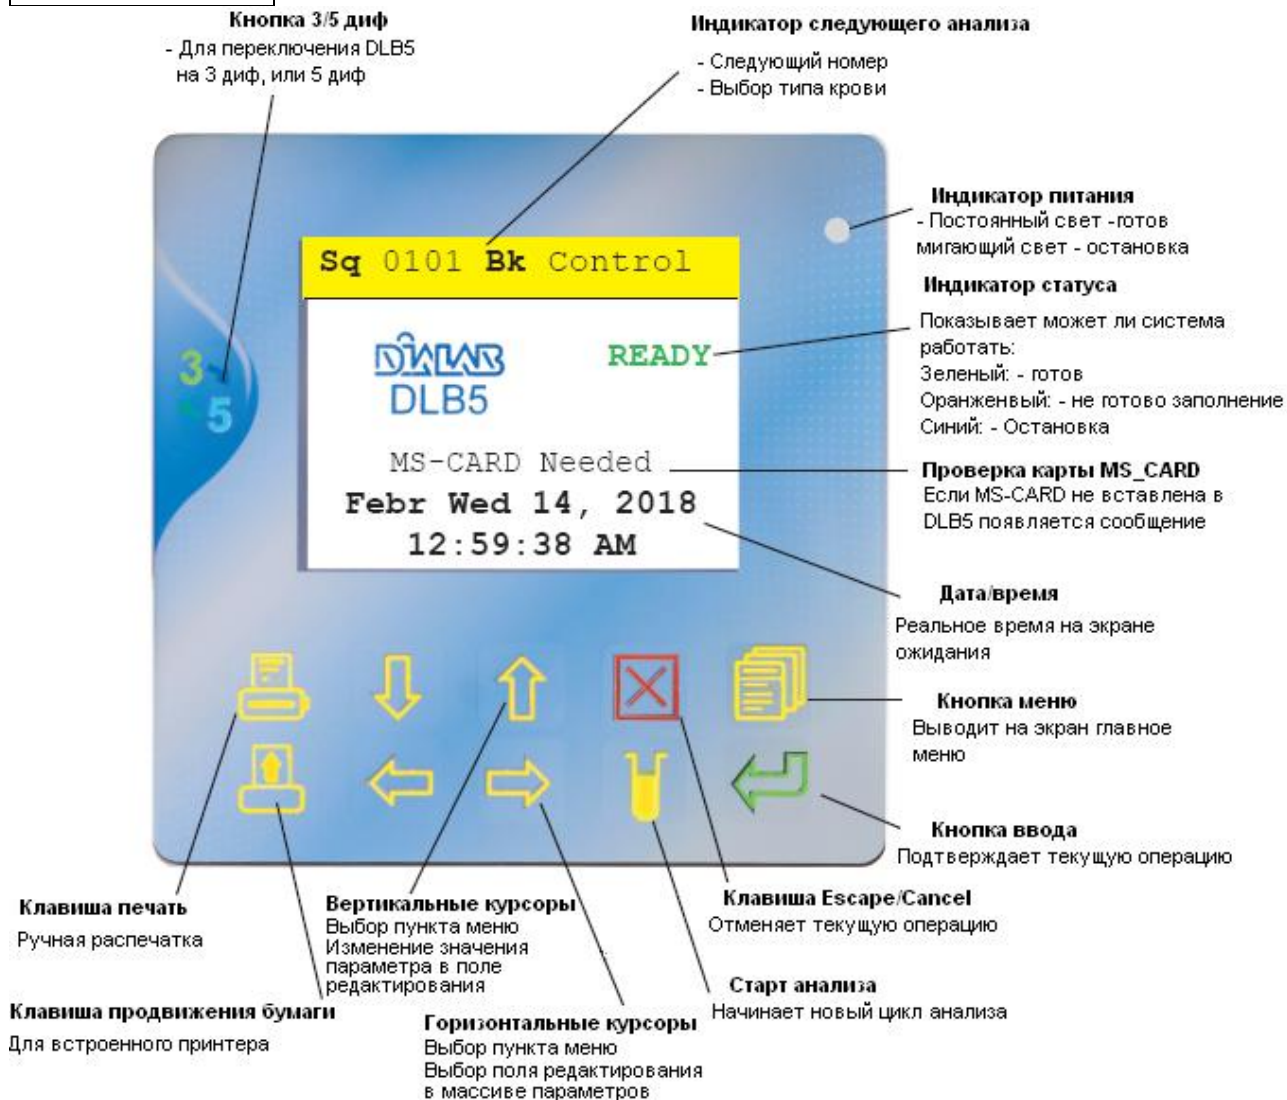 Кнопка 3/5 диф
- Для переключения DLB5
на 3 диф, или 5 диф
Индикатор следующего анализа
- Следующий номер
- Выбор типа крови
Индикатор питания
- Постоянный свет -готов
мигающий свет - остановка
Sq 0101 Bk Control
Индикатор статуса
Показывает может ли система
работать:
Зеленый: - готов
Оранженвый: - не готово заполнение
Синий: - Остановка
DIALAB
DLB5
READY
3
5
MS-CARD Needed
Febr Wed 14, 2018
12:59:38 AM
Проверка карты MS_CARD
Если MS-CARD не вставлена в
DLB5 появляется сообщение
Дата/время
Реальное время на экране
ожидания
Кнопка меню
Выводит на экран главное
меню
Кнопка ввода
Подтверждает текущую операцию
Клавиша печать
Ручная распечатка
Вертикальные курсоры
Выбор пункта меню
Изменение значения
параметра в поле
редактирования
Клавиша Escape/Cancel
Отменяет текущую операцию
Старт анализа
Начинает новый цикл анализа
Клавиша продвижения бумаги
Для встроенного принтера
Горизонтальные курсоры
Выбор пункта меню
Выбор поля редактирования
в массиве параметров